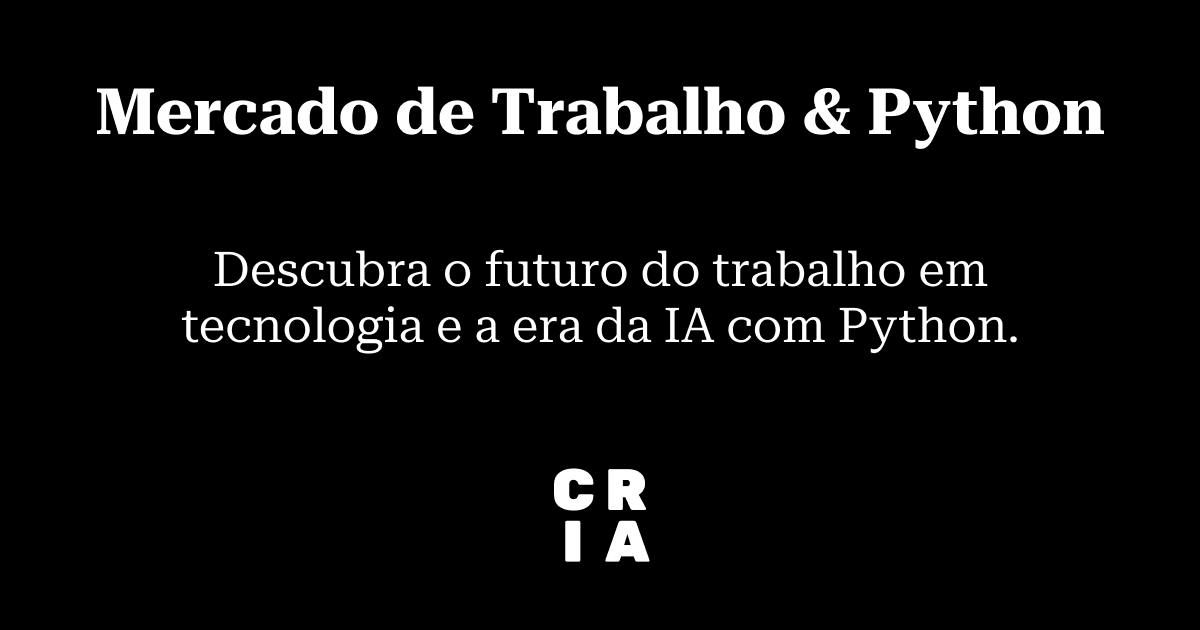 Mercado de Trabalho & Python
Descubra o futuro do trabalho em
tecnologia e a era da IA com Python.
CR
IA